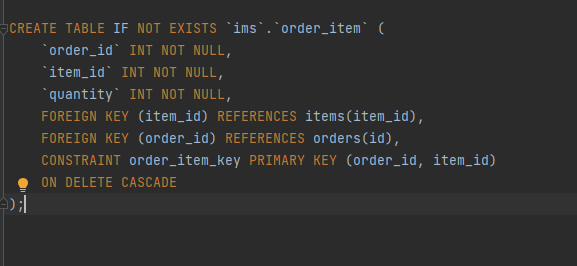 CREATE TABLE IF NOT EXISTS `ims`.`order_item` (
`order_id` INT NOT NULL,
`item_id` INT NOT NULL,
`quantity` INT NOT NULL,
FOREIGN KEY (item_id) REFERENCES items(item_id),
FOREIGN KEY (order_id) REFERENCES orders(id),
CONSTRAINT order_item_key PRIMARY KEY (order_id, item_id)
ON DELETE CASCADE
);